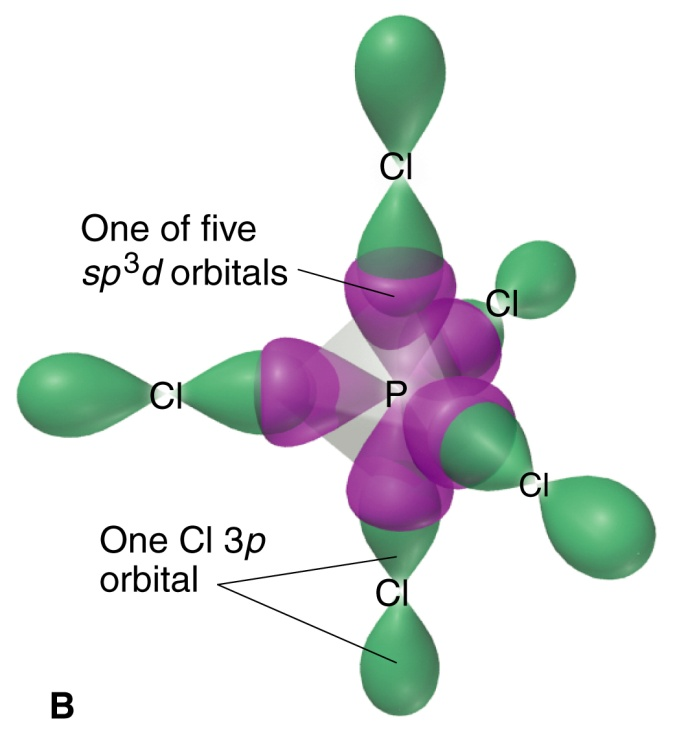 Cl
One of five
sp³d orbitals
Cl
Cl
P
Cl
One Cl 3p
orbital
Cl
B